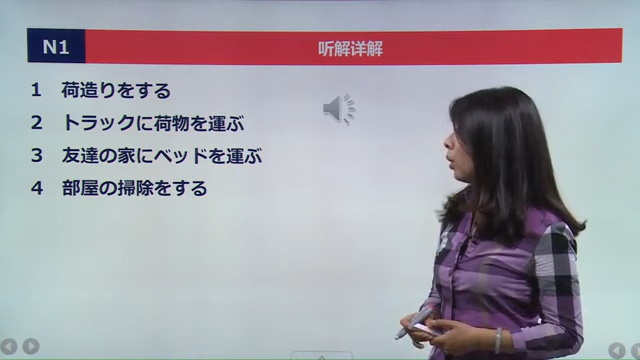 N1 听解详解
1 荷造りをする
2 トラックに荷物を運ぶ
3 友達の家にベッドを運ぶ
4 部屋の掃除をする